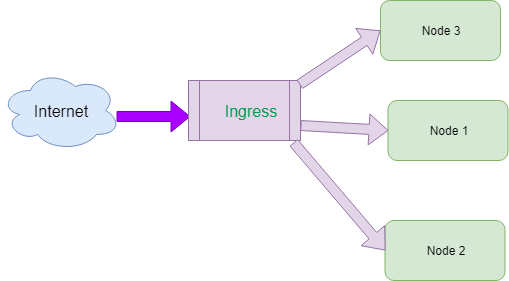 Node 3
Internet
Ingress
Node 1
Node 2